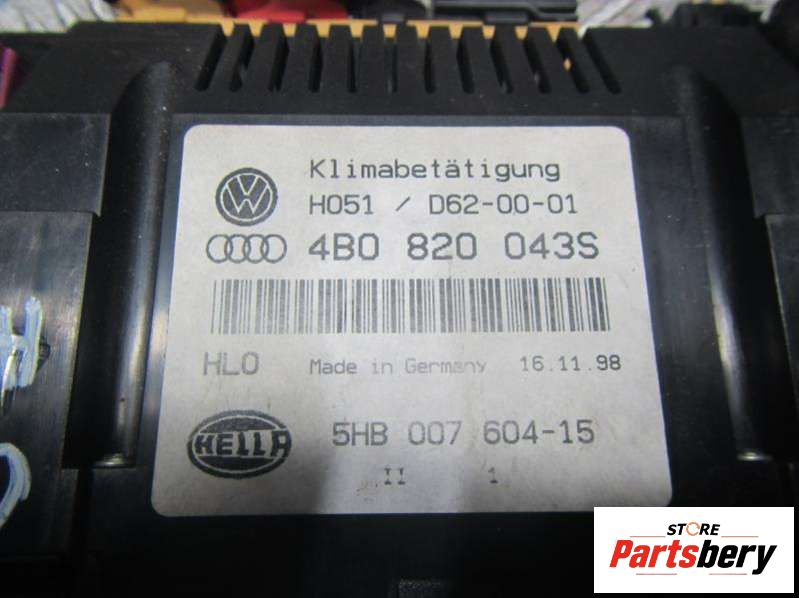 Klimabetätigung
H051 / D62-00-01
4B0 820 043S
HLO Made in Germany 16.11.98
HELLA
5HB 007 604-15
II 1
STORE
Partsbery